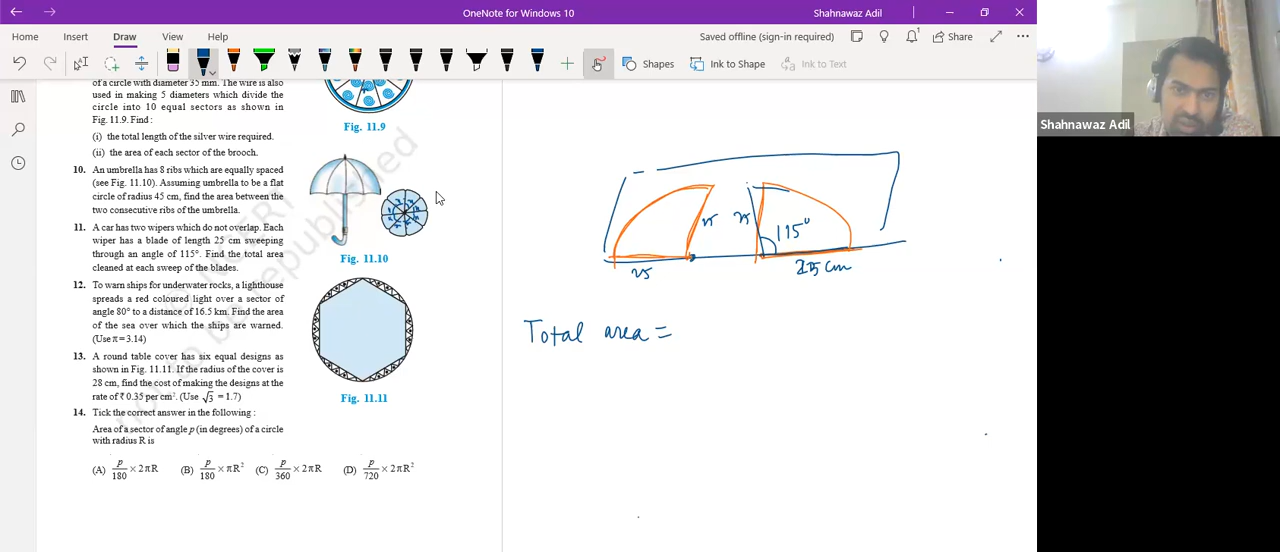 OneNote for Windows 10
Shahnawaz Adil
Home Insert Draw View Help
Saved offline (sign-in required)
Share
Shapes
Ink to Shape
Ink to Text
of a circle with diameter 35 mm. The wire is also
used in making 5 diameters which divide the
circle into 10 equal sectors as shown in
Fig. 11.9. Find :
(i) the total length of the silver wire required.
(ii) the area of each sector of the brooch.
Fig. 11.9
10. An umbrella has 8 ribs which are equally spaced
(see Fig. 11.10). Assuming umbrella to be a flat
circle of radius 45 cm, find the area between the
two consecutive ribs of the umbrella.
11. A car has two wipers which do not overlap. Each
wiper has a blade of length 25 cm sweeping
through an angle of 115°. Find the total area
cleaned at each sweep of the blades.
Fig. 11.10
12. To warn ships for underwater rocks, a lighthouse
spreads a red coloured light over a sector of
angle 80° to a distance of 16.5 km. Find the area
of the sea over which the ships are warned.
(Use π = 3.14)
13. A round table cover has six equal designs as
shown in Fig. 11.11. If the radius of the cover is
28 cm, find the cost of making the designs at the
rate of ₹ 0.35 per cm². (Use √3 = 1.7)
Fig. 11.11
14. Tick the correct answer in the following :
Area of a sector of angle p (in degrees) of a circle
with radius R is
(A) p/180 × 2πR (B) p/180 × πR² (C) p/360 × 2πR (D) p/720 × 2πR²
be republished
25 25 115°
25 25 cm
Total area =
Shahnawaz Adil